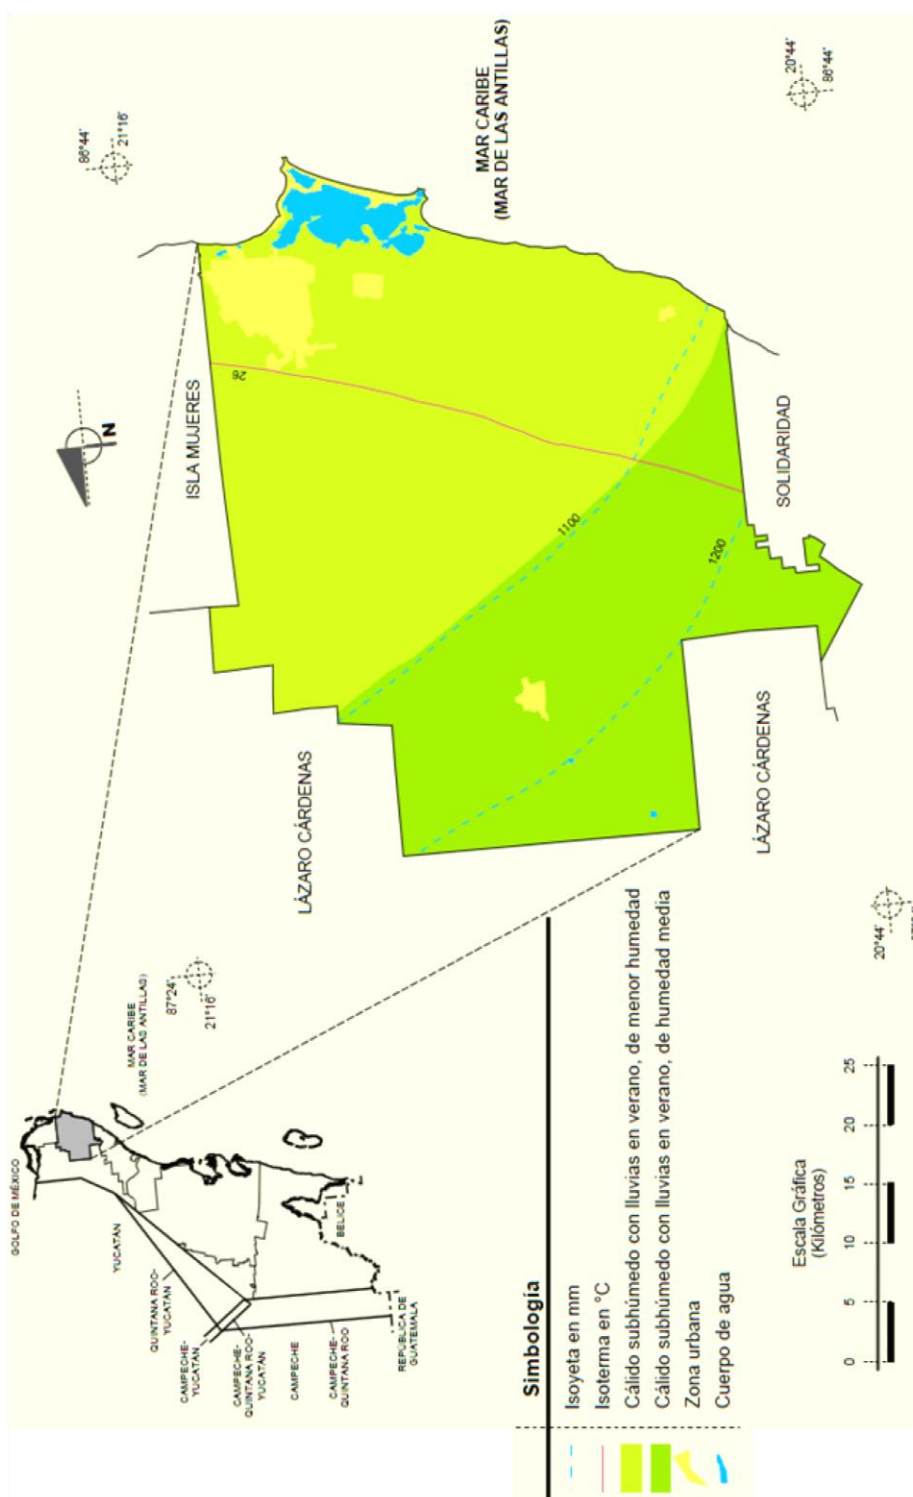 86°44'
21°16'
20°44'
86°44'
MAR CARIBE
(MAR DE LAS ANTILLAS)
N
ISLA MUJERES
26
1100
1200
SOLIDARIDAD
LÁZARO CÁRDENAS
LÁZARO CÁRDENAS
GOLFO DE MÉXICO
MAR CARIBE
(MAR DE LAS ANTILLAS)
87°24'
21°16'
20°44'
YUCATÁN
QUINTANA ROO-
YUCATÁN
CAMPECHE-
YUCATÁN
CAMPECHE-
QUINTANA ROO-
YUCATÁN
CAMPECHE
CAMPECHE-
QUINTANA ROO
BELICE
REPÚBLICA DE
GUATEMALA
Simbología
Isoyeta en mm
Isoterma en °C
Cálido subhúmedo con lluvias en verano, de menor humedad
Cálido subhúmedo con lluvias en verano, de humedad media
Zona urbana
Cuerpo de agua
Escala Gráfica
(Kilómetros)
0 5 10 15 20 25